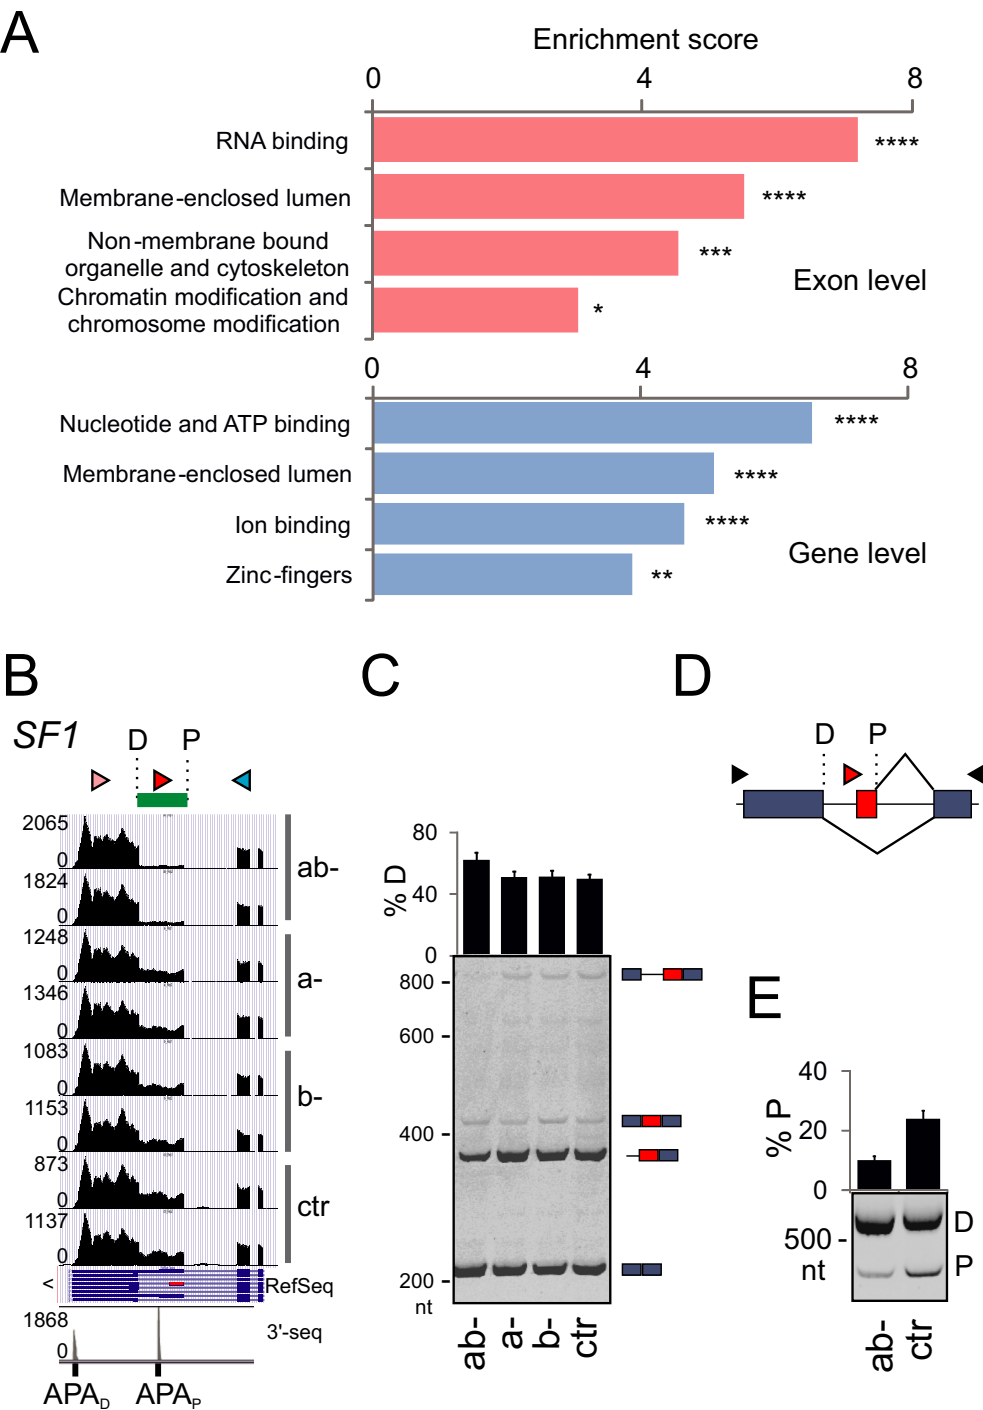 A
Enrichment score
0 4 8
RNA binding ****
Membrane-enclosed lumen ****
Non-membrane bound
organelle and cytoskeleton ***
Exon level
Chromatin modification and
chromosome modification *
0 4 8
Nucleotide and ATP binding ****
Membrane-enclosed lumen ****
Ion binding ****
Gene level
Zinc-fingers **
B
SF1
D P
2065
0
1824
0
ab-
1248
0
1346
0
a-
1083
0
1153
0
b-
873
0
1137
0
ctr
< RefSeq
1868
0
3'-seq
APA_D APA_P
C
% D
80
40
0
800
600
400
200
nt
ab- a- b- ctr
D
D P
E
% P
40
20
0
500
nt
D
P
ab- ctr